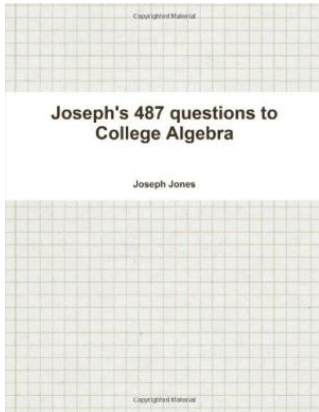 Copyrighted Material
Joseph's 487 questions to
College Algebra
Joseph Jones
Copyrighted Material